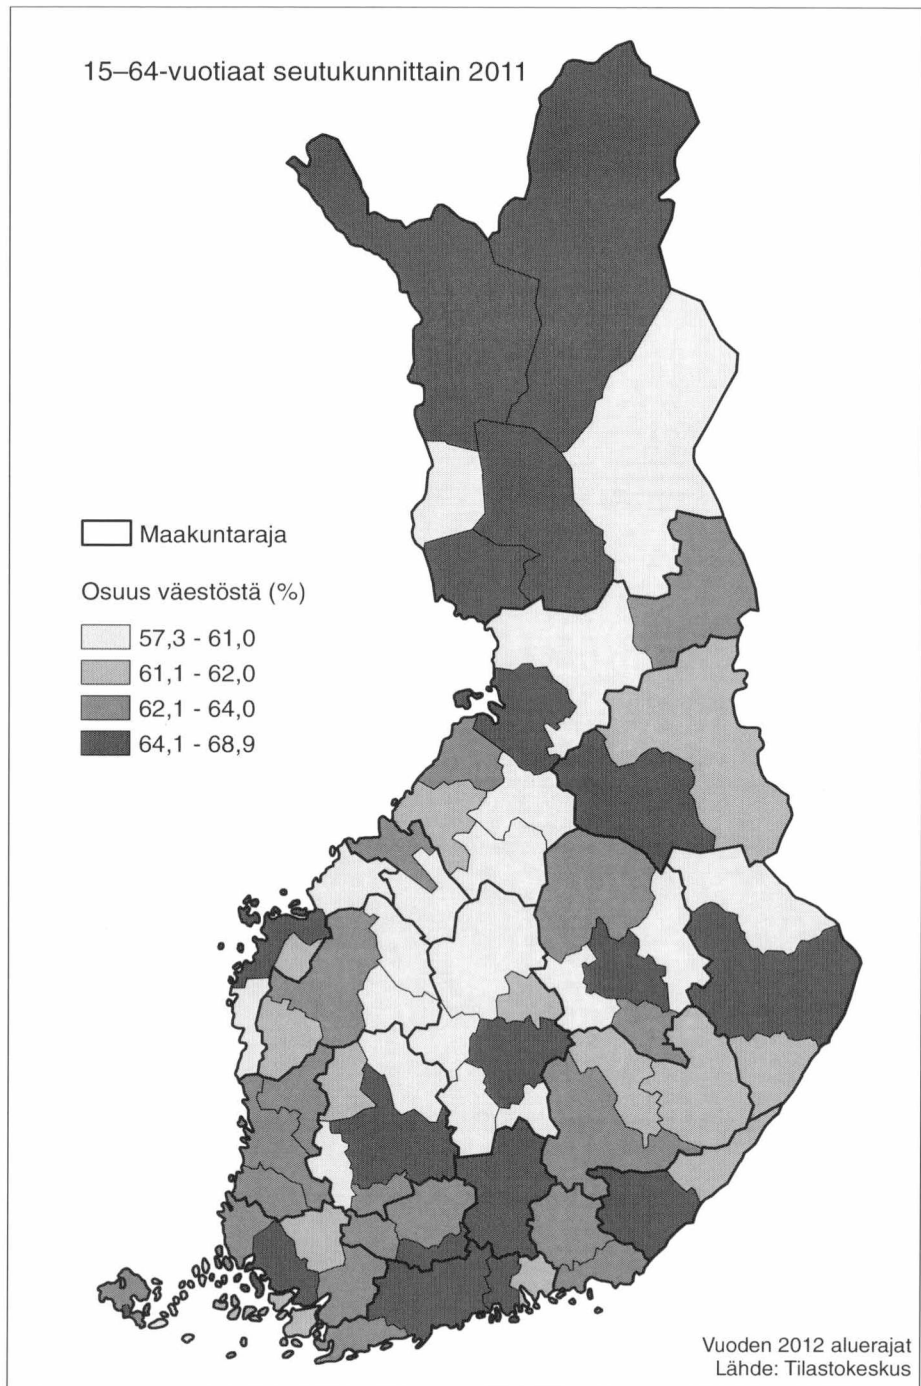 15–64-vuotiaat seutukunnittain 2011
Maakuntaraja
Osuus väestöstä (%)
57,3 - 61,0
61,1 - 62,0
62,1 - 64,0
64,1 - 68,9
Vuoden 2012 aluerajat
Lähde: Tilastokeskus